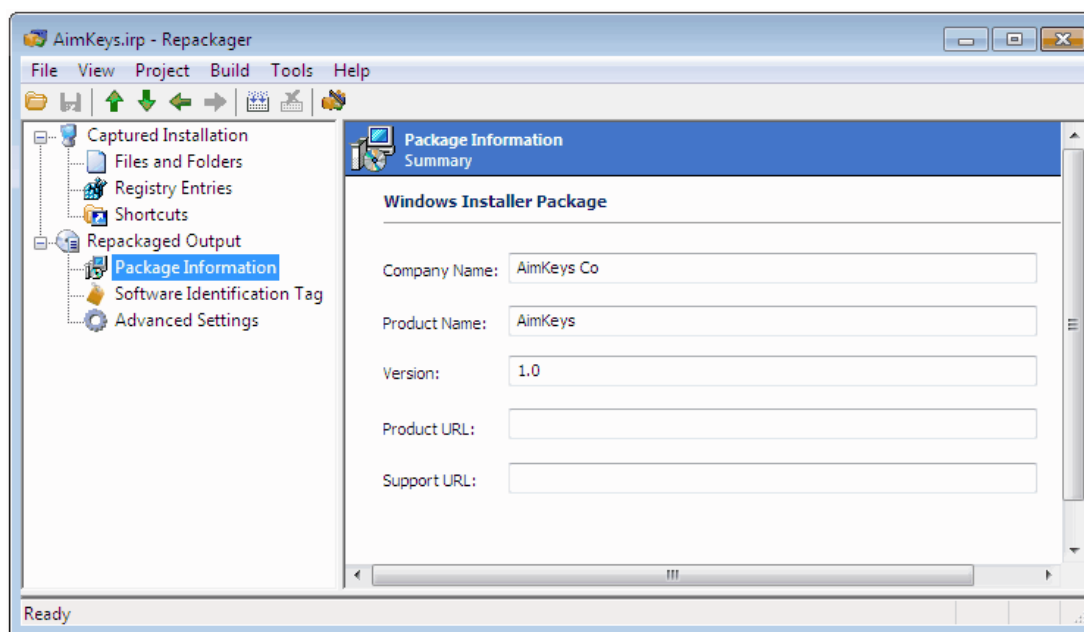 AimKeys.irp - Repackager
File View Project Build Tools Help
Captured Installation
Files and Folders
Registry Entries
Shortcuts
Repackaged Output
Package Information
Software Identification Tag
Advanced Settings
Package Information
Summary
Windows Installer Package
Company Name: AimKeys Co
Product Name: AimKeys
Version: 1.0
Product URL:
Support URL:
Ready